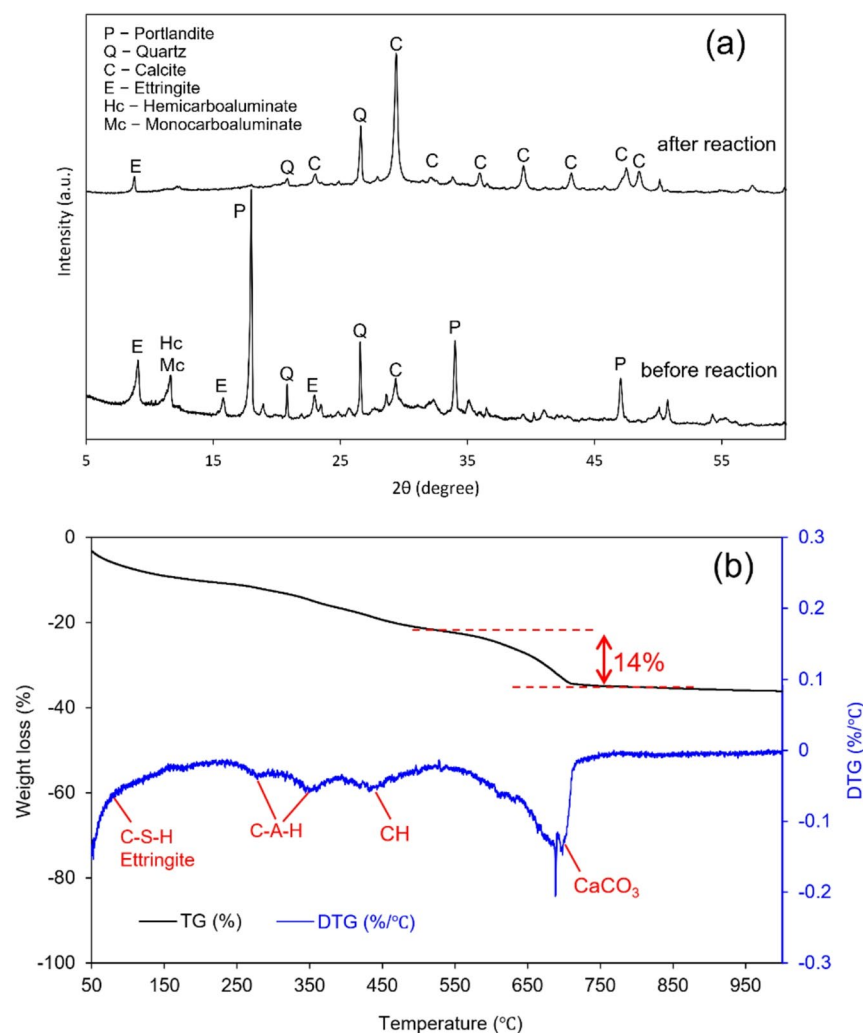 P – Portlandite
Q – Quartz
C – Calcite
E – Ettringite
Hc – Hemicarboaluminate
Mc – Monocarboaluminate
(a)
C
Q
E
Q
C
C
C
C
C
C
C
after reaction
P
Hc
Mc
E
E
Q
E
Q
C
P
P
before reaction
Intensity (a.u.)
5
15
25
35
45
55
2θ (degree)
(b)
0
-20
-40
-60
-80
-100
Weight loss (%)
0.3
0.2
0.1
0
-0.1
-0.2
-0.3
DTG (%/℃)
14%
C-S-H
Ettringite
C-A-H
CH
CaCO₃
TG (%)
DTG (%/℃)
50
150
250
350
450
550
650
750
850
950
Temperature (℃)